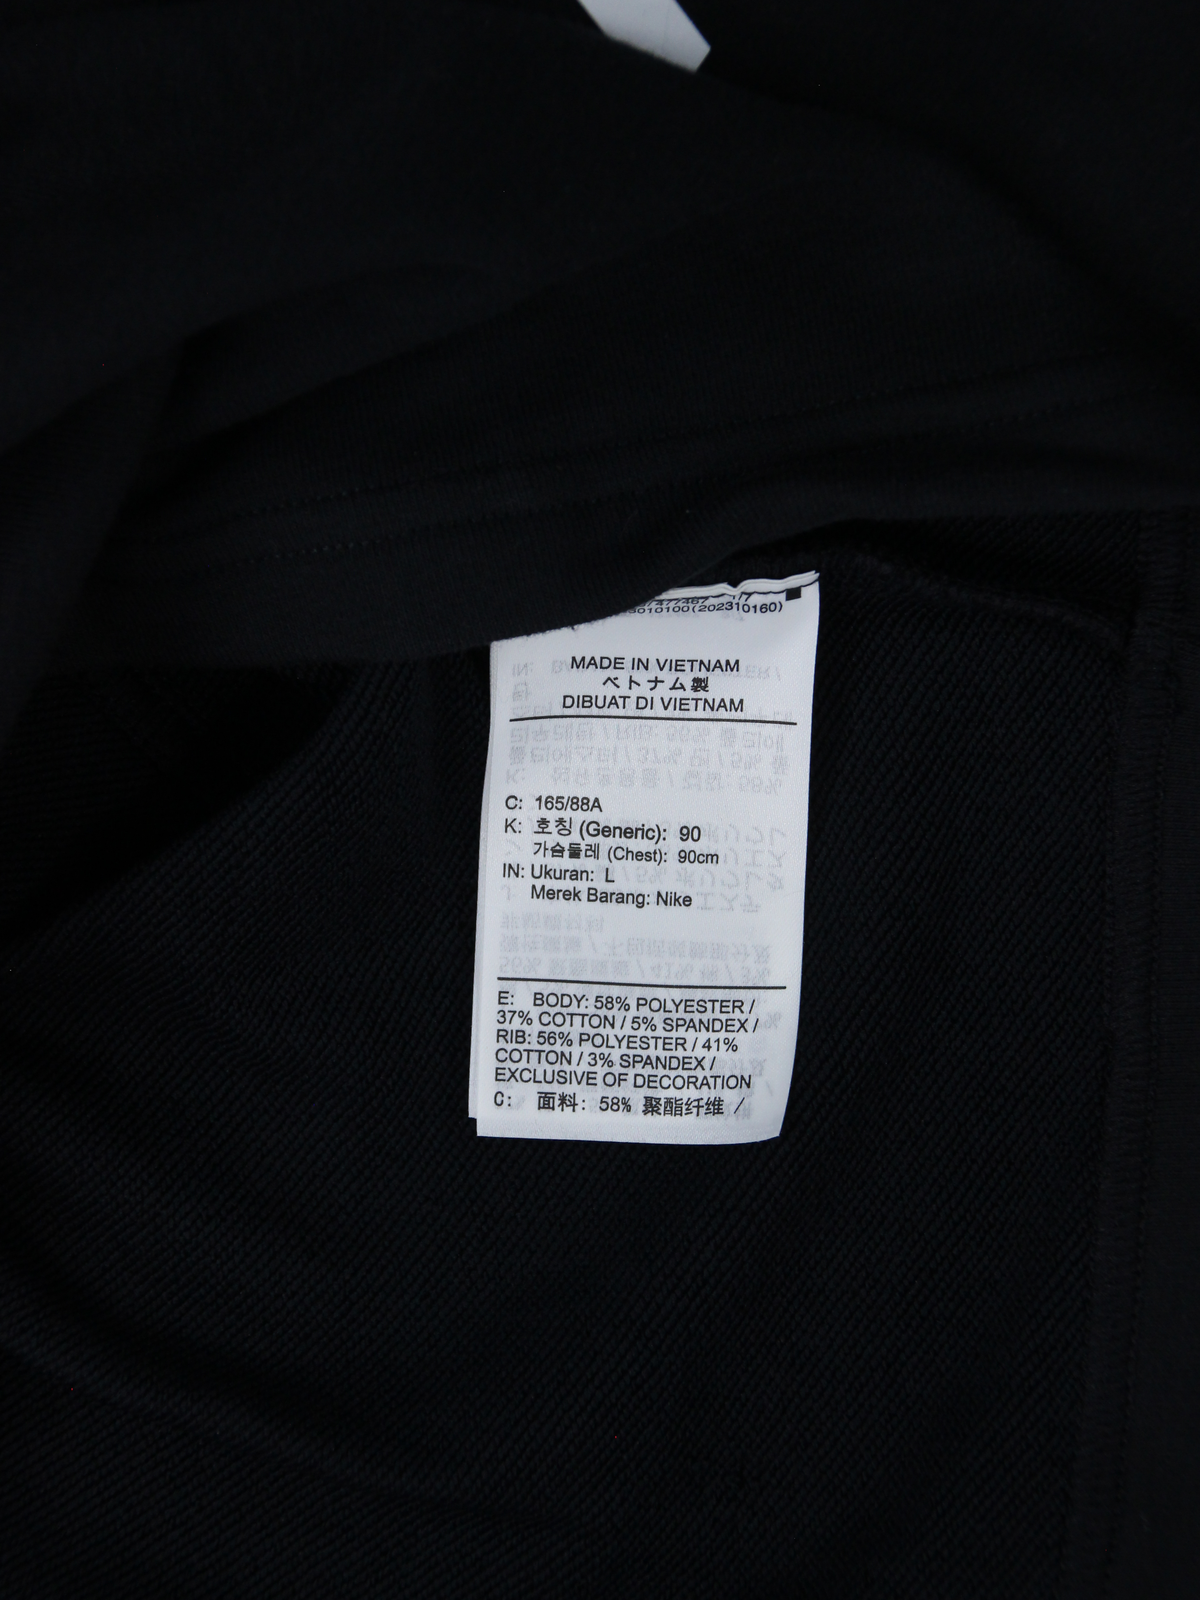 010100(202310160)
MADE IN VIETNAM
ベトナム製
DIBUAT DI VIETNAM
C: 165/88A
K: 호칭 (Generic): 90
가슴둘레 (Chest): 90cm
IN: Ukuran: L
Merek Barang: Nike
E: BODY: 58% POLYESTER /
37% COTTON / 5% SPANDEX /
RIB: 56% POLYESTER / 41%
COTTON / 3% SPANDEX /
EXCLUSIVE OF DECORATION
C: 面料: 58% 聚酯纤维 /